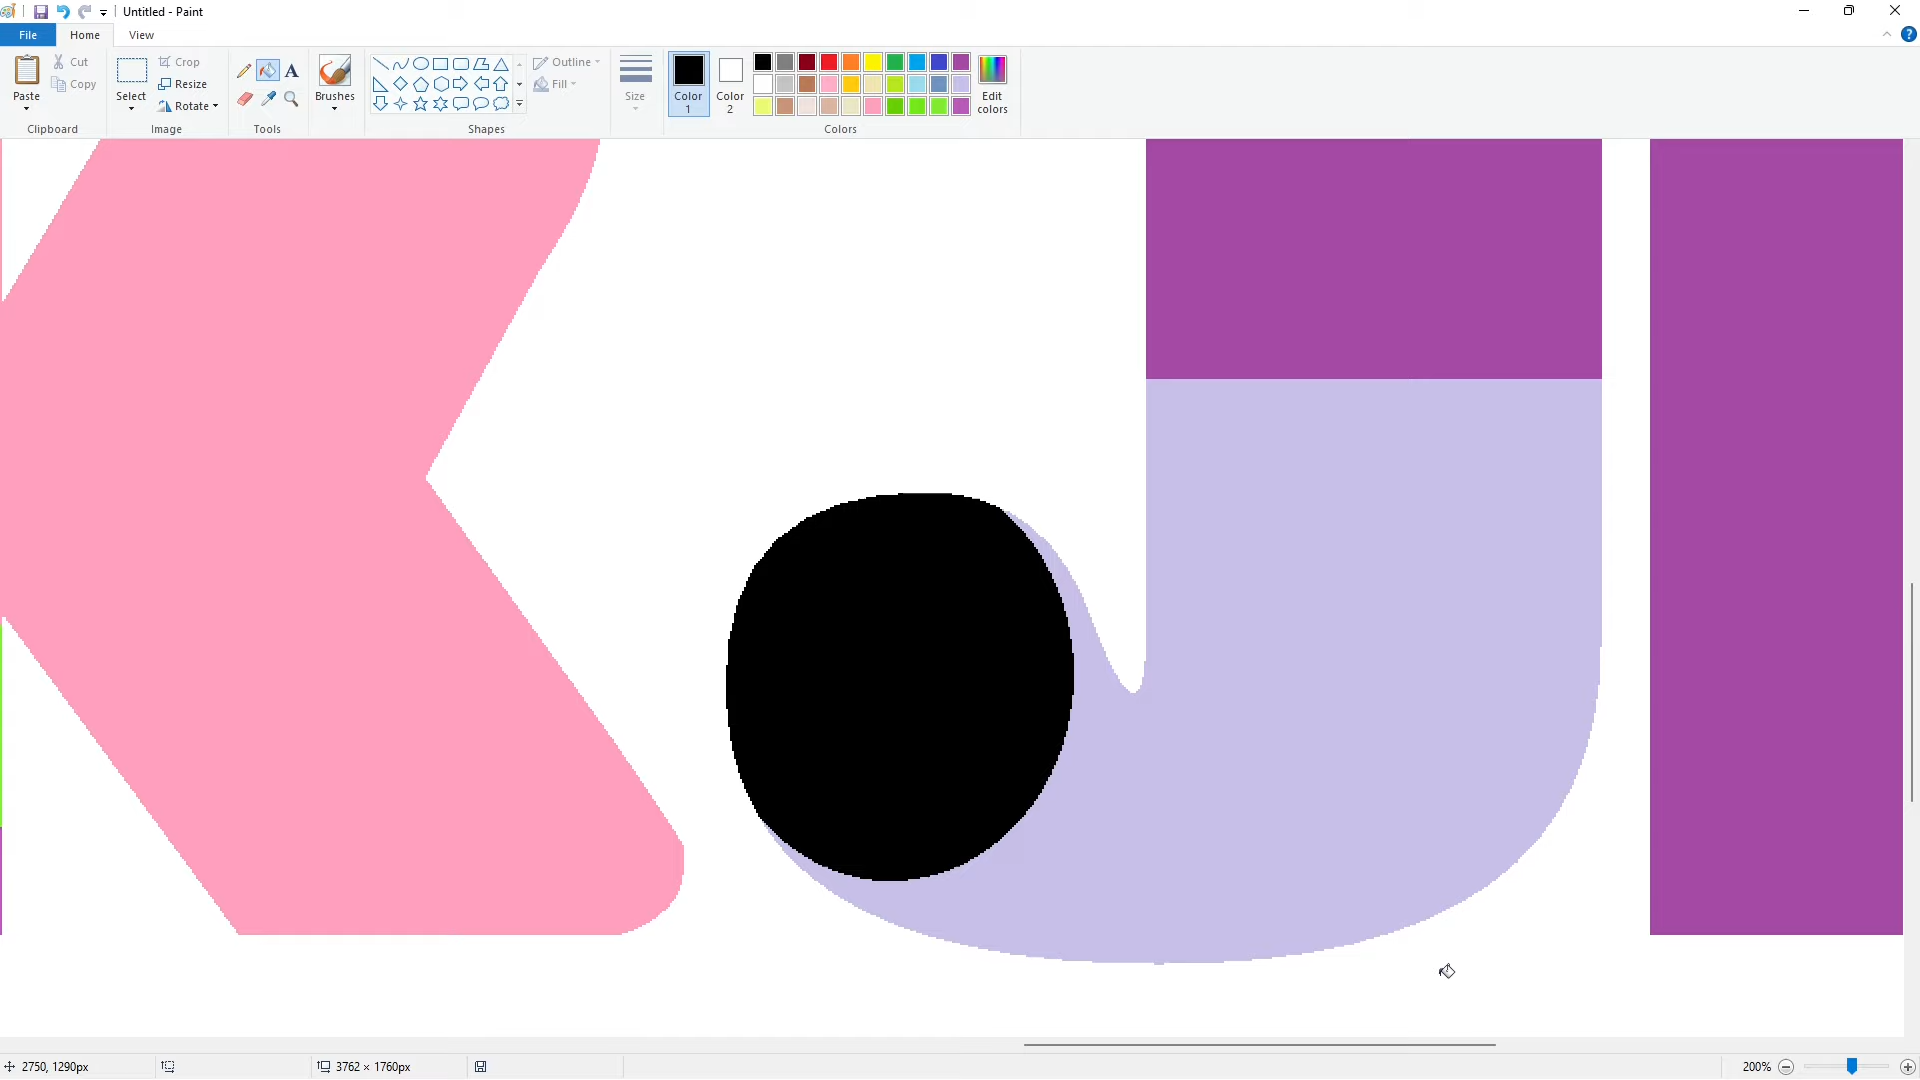 Untitled - Paint
File Home View
Paste Cut Copy Clipboard
Select Crop Resize Rotate Image
A Tools
Brushes
Outline Fill Shapes
Size
Color 1 Color 2 Edit colors Colors
2750, 1290px 3762 × 1760px 200%